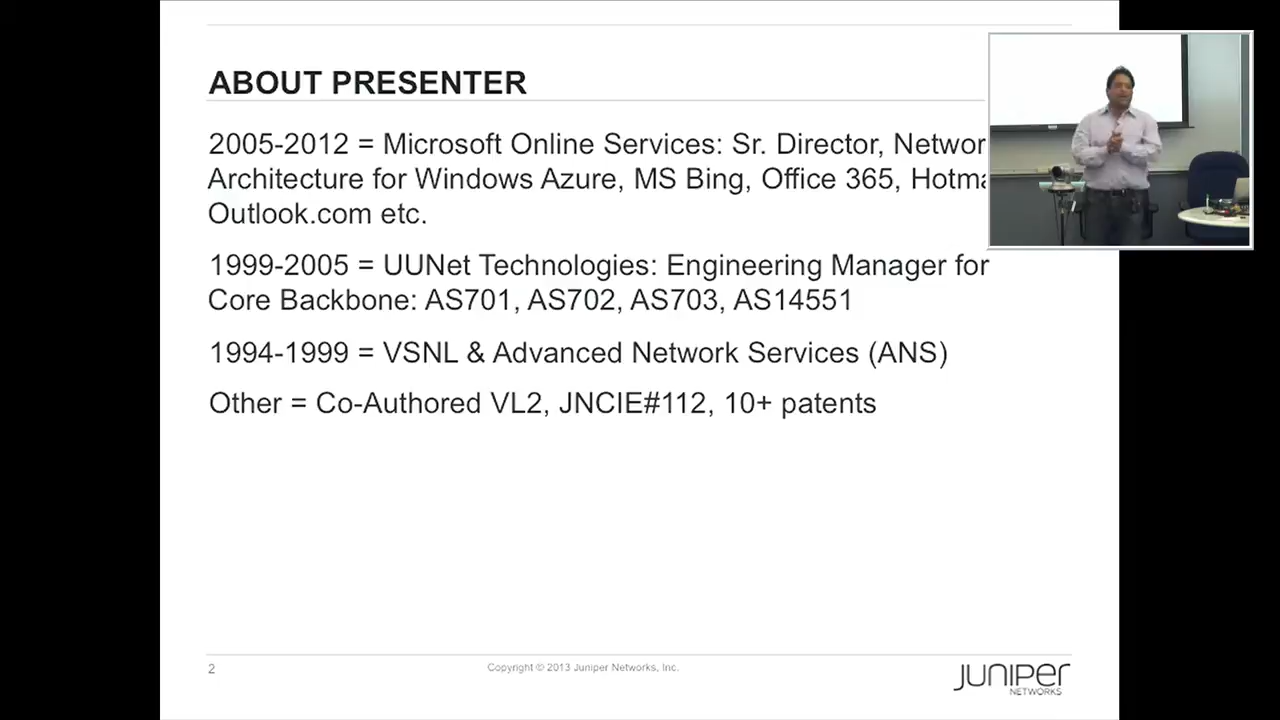 ABOUT PRESENTER
2005-2012 = Microsoft Online Services: Sr. Director,
Architecture for Windows Azure, MS Bing, Office 365,
Outlook.com etc.
1999-2005 = UUNet Technologies: Engineering Manager for
Core Backbone: AS701, AS702, AS703, AS14551
1994-1999 = VSNL & Advanced Network Services (ANS)
Other = Co-Authored VL2, JNCIE#112, 10+ patents
2
Copyright © 2013 Juniper Networks, Inc.
JUNIPER
NETWORKS